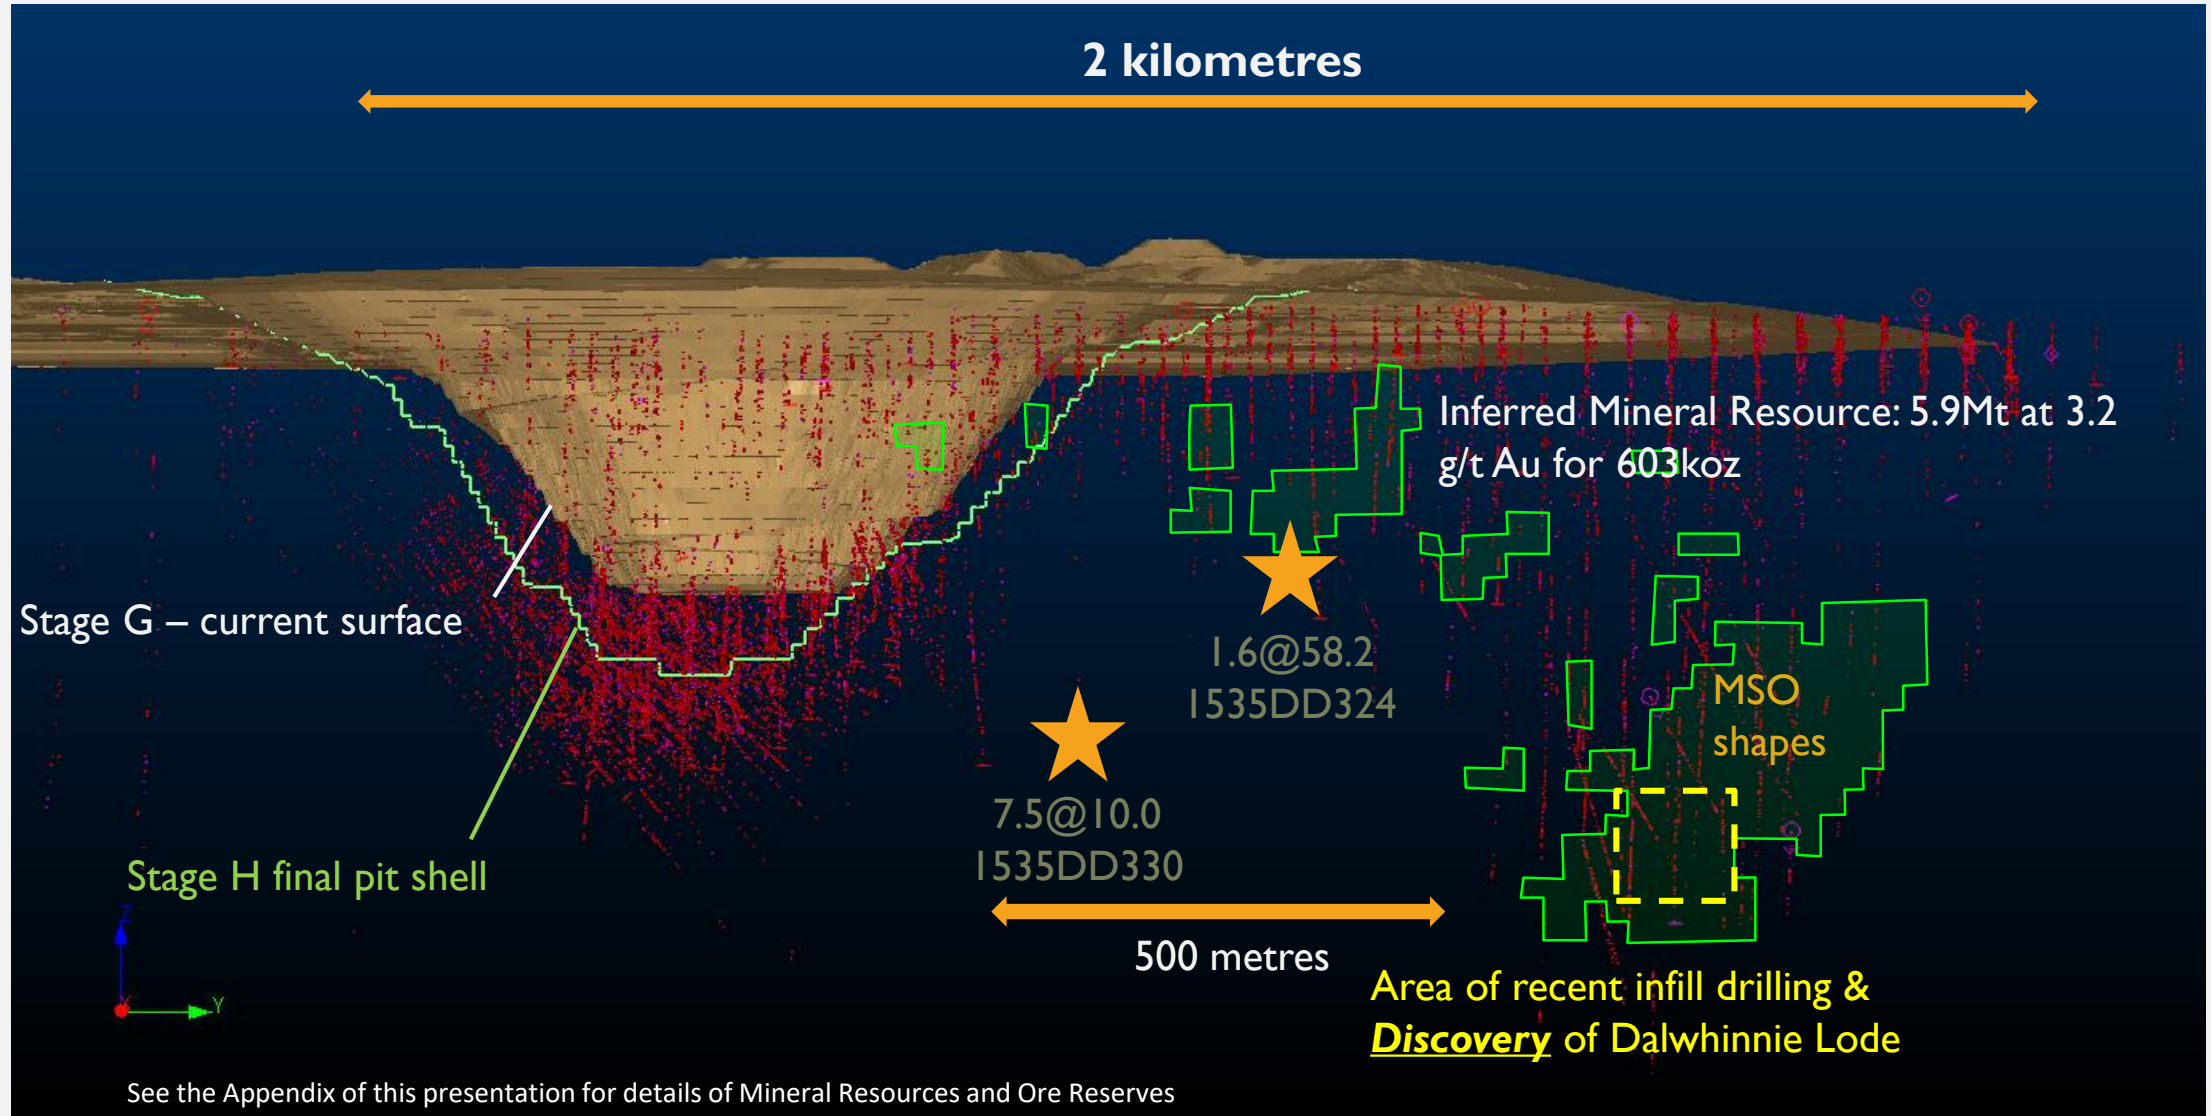 2 kilometres
Inferred Mineral Resource: 5.9Mt at 3.2
g/t Au for 603koz
Stage G – current surface
1.6@58.2
1535DD324
MSO
shapes
7.5@10.0
1535DD330
Stage H final pit shell
500 metres
Z
X
Y
Area of recent infill drilling &
Discovery of Dalwhinnie Lode
See the Appendix of this presentation for details of Mineral Resources and Ore Reserves